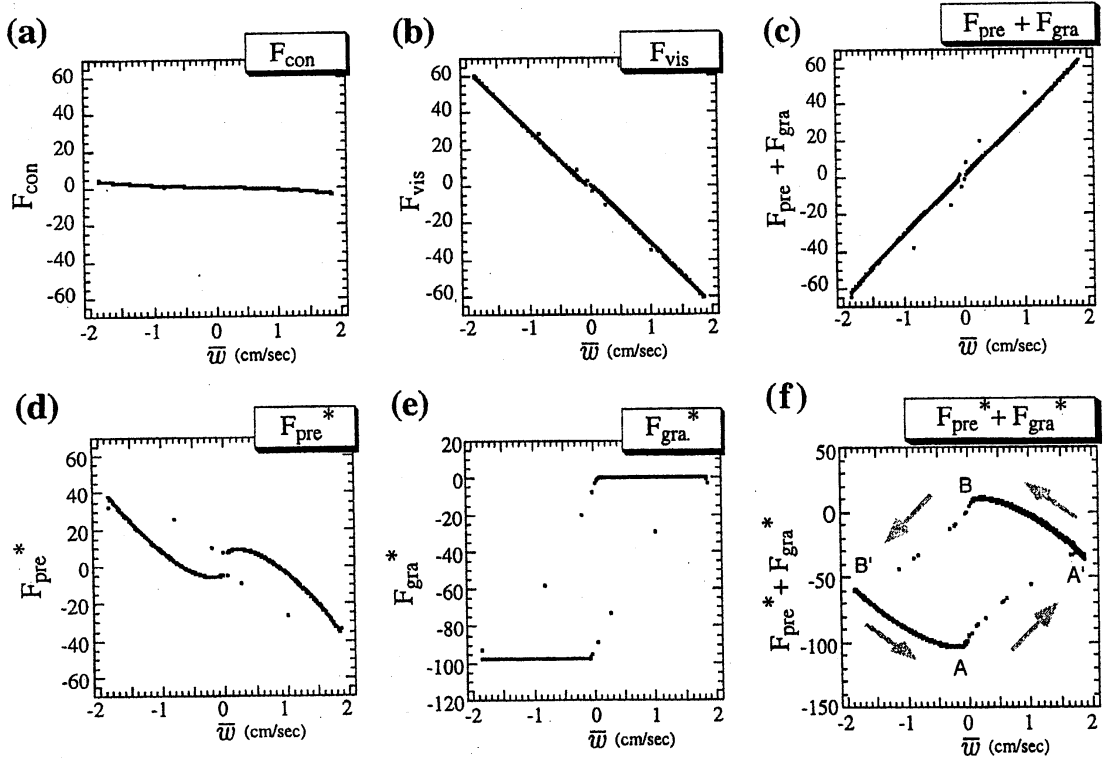 (a)
F_con
60
40
20
0
-20
-40
-60
F_con
-2 -1 0 1 2
w̅ (cm/sec)
(b)
F_vis
60
40
20
0
-20
-40
-60
F_vis
-2 -1 0 1 2
w̅ (cm/sec)
(c)
F_pre + F_gra
60
40
20
0
-20
-40
-60
F_pre + F_gra
-2 -1 0 1 2
w̅ (cm/sec)
(d)
F_pre*
60
40
20
0
-20
-40
-60
F_pre*
-2 -1 0 1 2
w̅ (cm/sec)
(e)
F_gra.*
20
0
-20
-40
-60
-80
-100
-120
F_gra*
-2 -1 0 1 2
w̅ (cm/sec)
(f)
F_pre* + F_gra*
50
0
-50
-100
-150
F_pre* + F_gra*
B
B'
A'
A
-2 -1 0 1 2
w̅ (cm/sec)